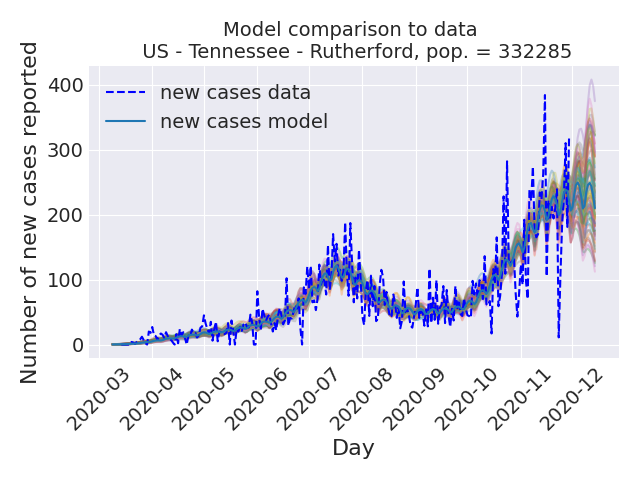 Model comparison to data
US - Tennessee - Rutherford, pop. = 332285
Number of new cases reported
400
300
200
100
0
new cases data
new cases model
2020-03
2020-04
2020-05
2020-06
2020-07
2020-08
2020-09
2020-10
2020-11
2020-12
Day